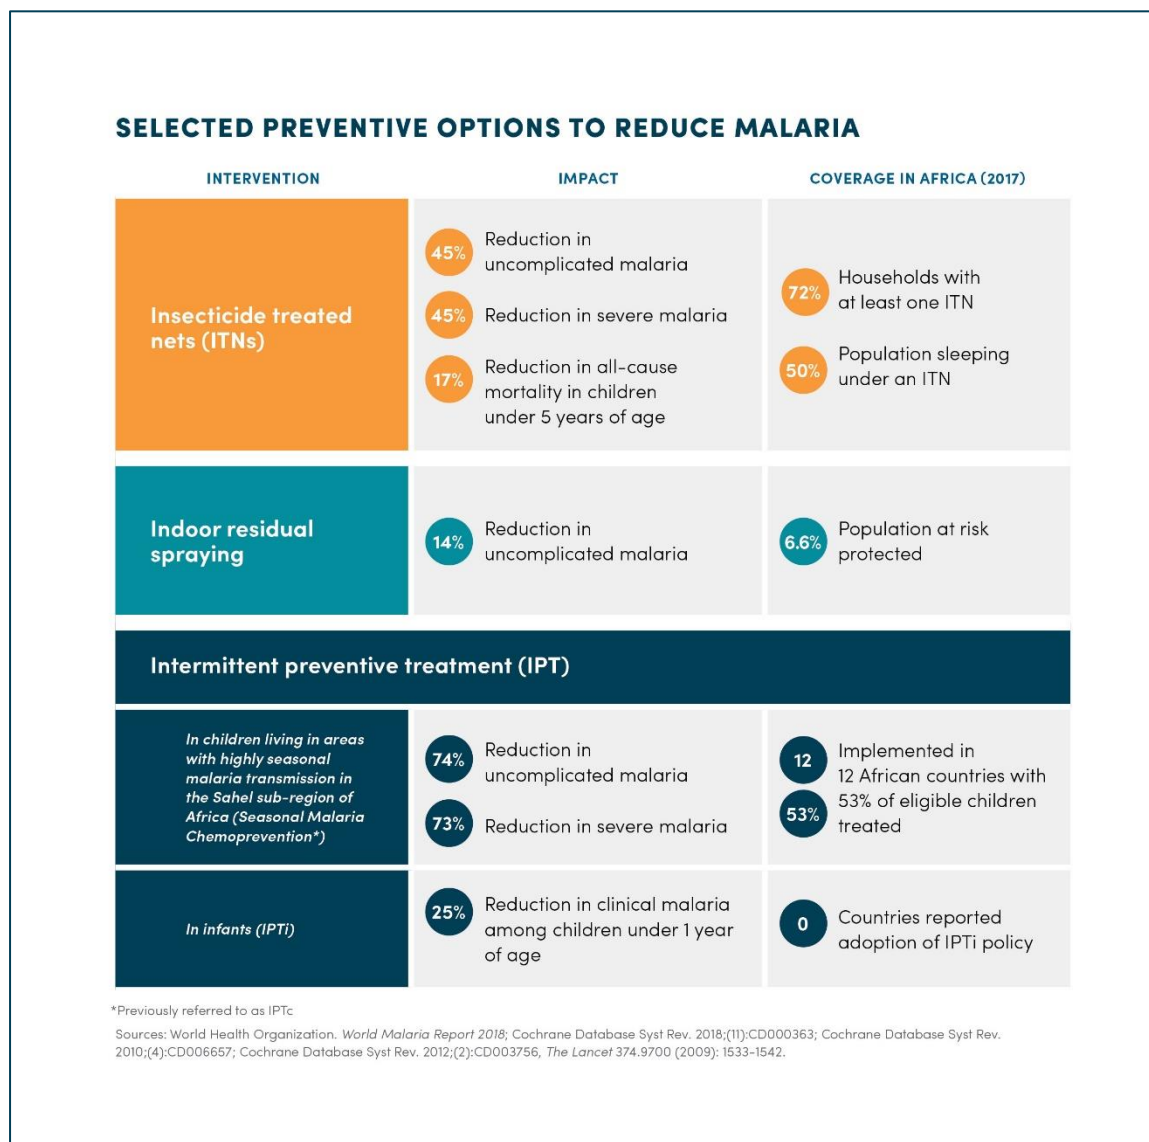 SELECTED PREVENTIVE OPTIONS TO REDUCE MALARIA
INTERVENTION
IMPACT
COVERAGE IN AFRICA (2017)
Insecticide treated
nets (ITNs)
45%
Reduction in
uncomplicated malaria
45%
Reduction in severe malaria
17%
Reduction in all-cause
mortality in children
under 5 years of age
72%
Households with
at least one ITN
50%
Population sleeping
under an ITN
Indoor residual
spraying
14%
Reduction in
uncomplicated malaria
6.6%
Population at risk
protected
Intermittent preventive treatment (IPT)
In children living in areas
with highly seasonal
malaria transmission in
the Sahel sub-region of
Africa (Seasonal Malaria
Chemoprevention*)
74%
Reduction in
uncomplicated malaria
73%
Reduction in severe malaria
12
53%
Implemented in
12 African countries with
53% of eligible children
treated
In infants (IPTi)
25%
Reduction in clinical malaria
among children under 1 year
of age
0
Countries reported
adoption of IPTi policy
*Previously referred to as IPTc
Sources: World Health Organization. World Malaria Report 2018; Cochrane Database Syst Rev. 2018;(11):CD000363; Cochrane Database Syst Rev.
2010;(4):CD006657; Cochrane Database Syst Rev. 2012;(2):CD003756, The Lancet 374.9700 (2009): 1533-1542.